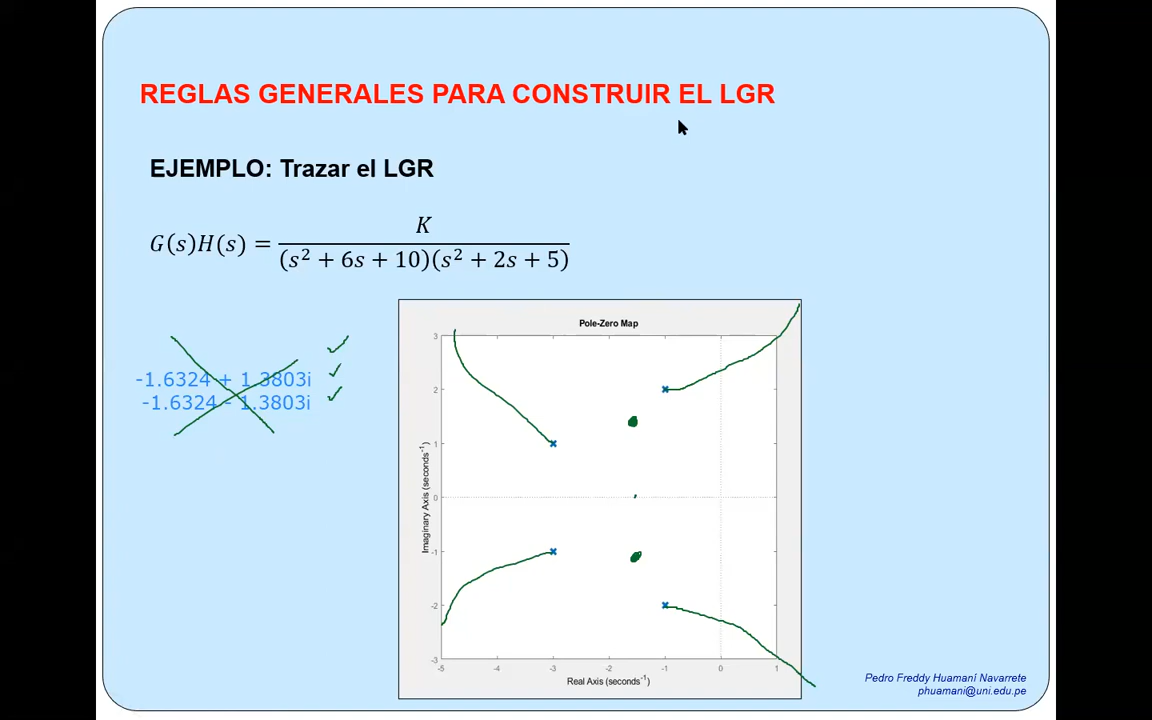 REGLAS GENERALES PARA CONSTRUIR EL LGR
EJEMPLO: Trazar el LGR
G(s)H(s) = K / (s² + 6s + 10)(s² + 2s + 5)
-1.6324 + 1.3803i
-1.6324 - 1.3803i
Pole-Zero Map
3
2
1
0
-1
-2
-3
Imaginary Axis (seconds⁻¹)
-5 -4 -3 -2 -1 0 1
Real Axis (seconds⁻¹)
Pedro Freddy Huamaní Navarrete
phuamani@uni.edu.pe